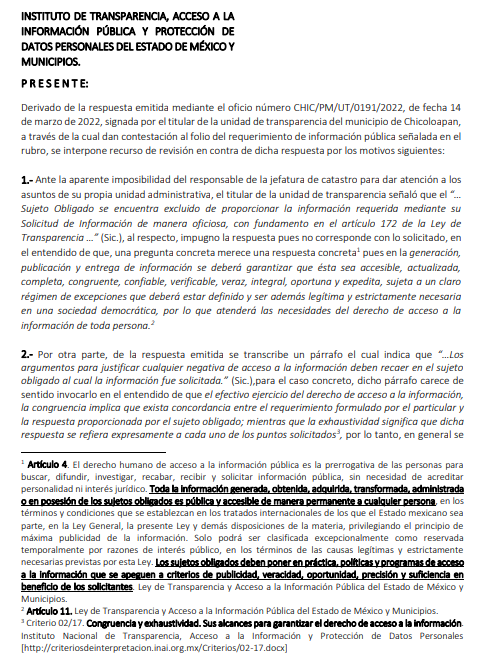 INSTITUTO DE TRANSPARENCIA, ACCESO A LA
INFORMACIÓN PÚBLICA Y PROTECCIÓN DE
DATOS PERSONALES DEL ESTADO DE MÉXICO Y
MUNICIPIOS.
P R E S E N T E:
Derivado de la respuesta emitida mediante el oficio número CHIC/PM/UT/0191/2022, de fecha 14
de marzo de 2022, signada por el titular de la unidad de transparencia del municipio de Chicoloapan,
a través de la cual dan contestación al folio del requerimiento de información pública señalada en el
rubro, se interpone recurso de revisión en contra de dicha respuesta por los motivos siguientes:
1.- Ante la aparente imposibilidad del responsable de la jefatura de catastro para dar atención a los
asuntos de su propia unidad administrativa, el titular de la unidad de transparencia señaló que el “…
Sujeto Obligado se encuentra excluido de proporcionar la información requerida mediante su
Solicitud de Información de manera oficiosa, con fundamento en el artículo 172 de la Ley de
Transparencia …” (Sic.), al respecto, impugno la respuesta pues no corresponde con lo solicitado, en
el entendido de que, una pregunta concreta merece una respuesta concreta¹ pues en la generación,
publicación y entrega de información se deberá garantizar que ésta sea accesible, actualizada,
completa, congruente, confiable, verificable, veraz, integral, oportuna y expedita, sujeta a un claro
régimen de excepciones que deberá estar definido y ser además legítima y estrictamente necesaria
en una sociedad democrática, por lo que atenderá las necesidades del derecho de acceso a la
información de toda persona.²
2.- Por otra parte, de la respuesta emitida se transcribe un párrafo el cual indica que “…Los
argumentos para justificar cualquier negativa de acceso a la información deben recaer en el sujeto
obligado al cual la información fue solicitada.” (Sic.),para el caso concreto, dicho párrafo carece de
sentido invocarlo en el entendido de que el efectivo ejercicio del derecho de acceso a la información,
la congruencia implica que exista concordancia entre el requerimiento formulado por el particular y
la respuesta proporcionada por el sujeto obligado; mientras que la exhaustividad significa que dicha
respuesta se refiera expresamente a cada uno de los puntos solicitados³, por lo tanto, en general se
¹ Artículo 4. El derecho humano de acceso a la información pública es la prerrogativa de las personas para
buscar, difundir, investigar, recabar, recibir y solicitar información pública, sin necesidad de acreditar
personalidad ni interés jurídico. Toda la información generada, obtenida, adquirida, transformada, administrada
o en posesión de los sujetos obligados es pública y accesible de manera permanente a cualquier persona, en los
términos y condiciones que se establezcan en los tratados internacionales de los que el Estado mexicano sea
parte, en la Ley General, la presente Ley y demás disposiciones de la materia, privilegiando el principio de
máxima publicidad de la información. Solo podrá ser clasificada excepcionalmente como reservada
temporalmente por razones de interés público, en los términos de las causas legítimas y estrictamente
necesarias previstas por esta Ley. Los sujetos obligados deben poner en práctica, políticas y programas de acceso
a la información que se apeguen a criterios de publicidad, veracidad, oportunidad, precisión y suficiencia en
beneficio de los solicitantes. Ley de Transparencia y Acceso a la Información Pública del Estado de México y
Municipios.
² Artículo 11. Ley de Transparencia y Acceso a la Información Pública del Estado de México y Municipios.
³ Criterio 02/17. Congruencia y exhaustividad. Sus alcances para garantizar el derecho de acceso a la información.
Instituto Nacional de Transparencia, Acceso a la Información y Protección de Datos Personales
[http://criteriosdeinterpretacion.inai.org.mx/Criterios/02-17.docx]